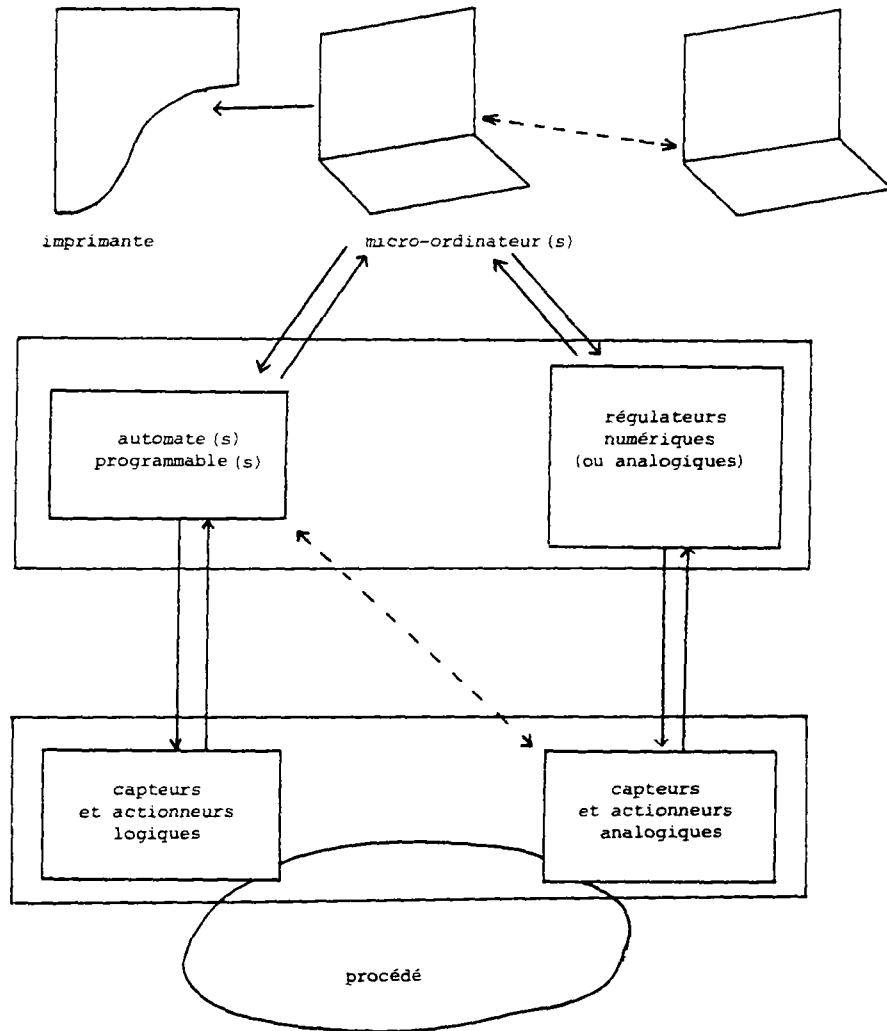 imprimante
micro-ordinateur(s)
automate(s)
programmable(s)
régulateurs
numériques
(ou analogiques)
capteurs
et actionneurs
logiques
capteurs
et actionneurs
analogiques
procédé